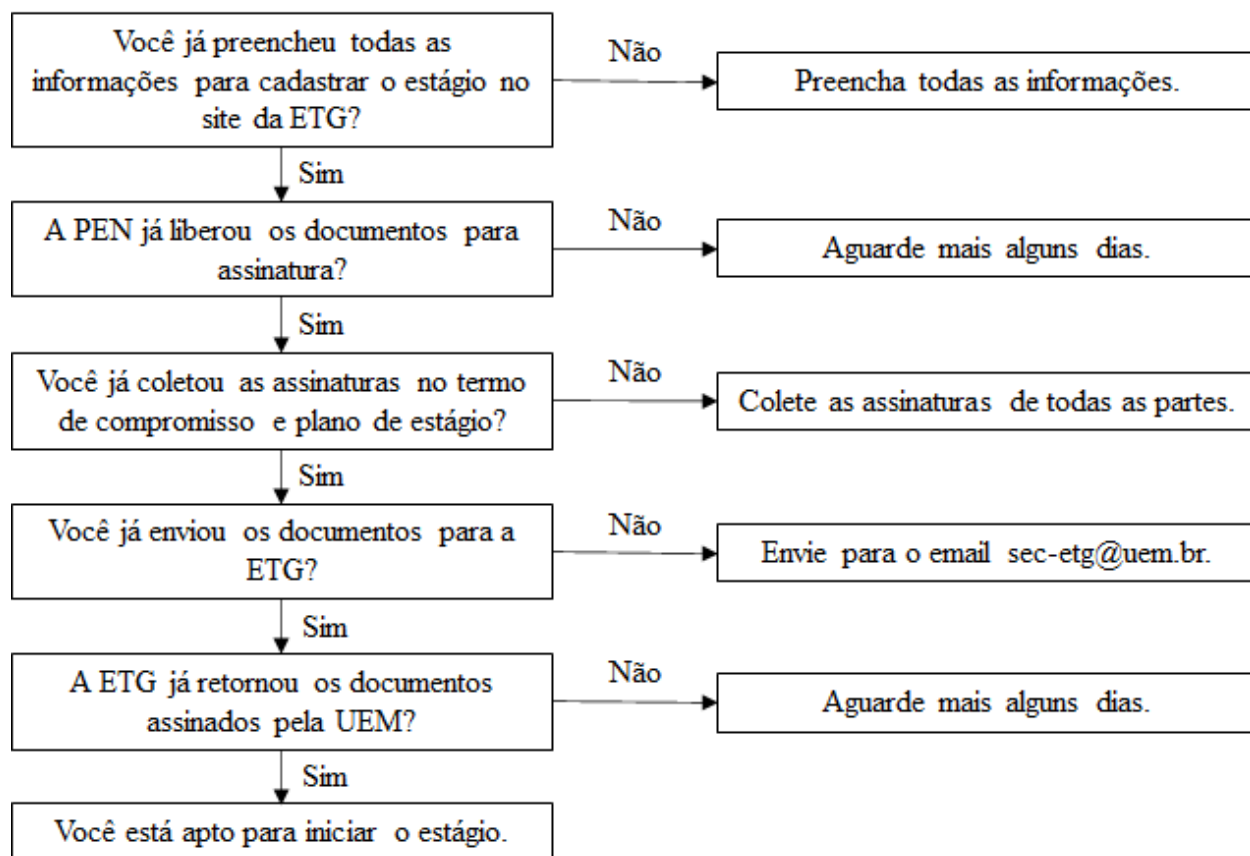 Você já preencheu todas as
informações para cadastrar o estágio no
site da ETG?
Não
Preencha todas as informações.
Sim
A PEN já liberou os documentos para
assinatura?
Não
Aguarde mais alguns dias.
Sim
Você já coletou as assinaturas no termo
de compromisso e plano de estágio?
Não
Colete as assinaturas de todas as partes.
Sim
Você já enviou os documentos para a
ETG?
Não
Envie para o email sec-etg@uem.br.
Sim
A ETG já retornou os documentos
assinados pela UEM?
Não
Aguarde mais alguns dias.
Sim
Você está apto para iniciar o estágio.